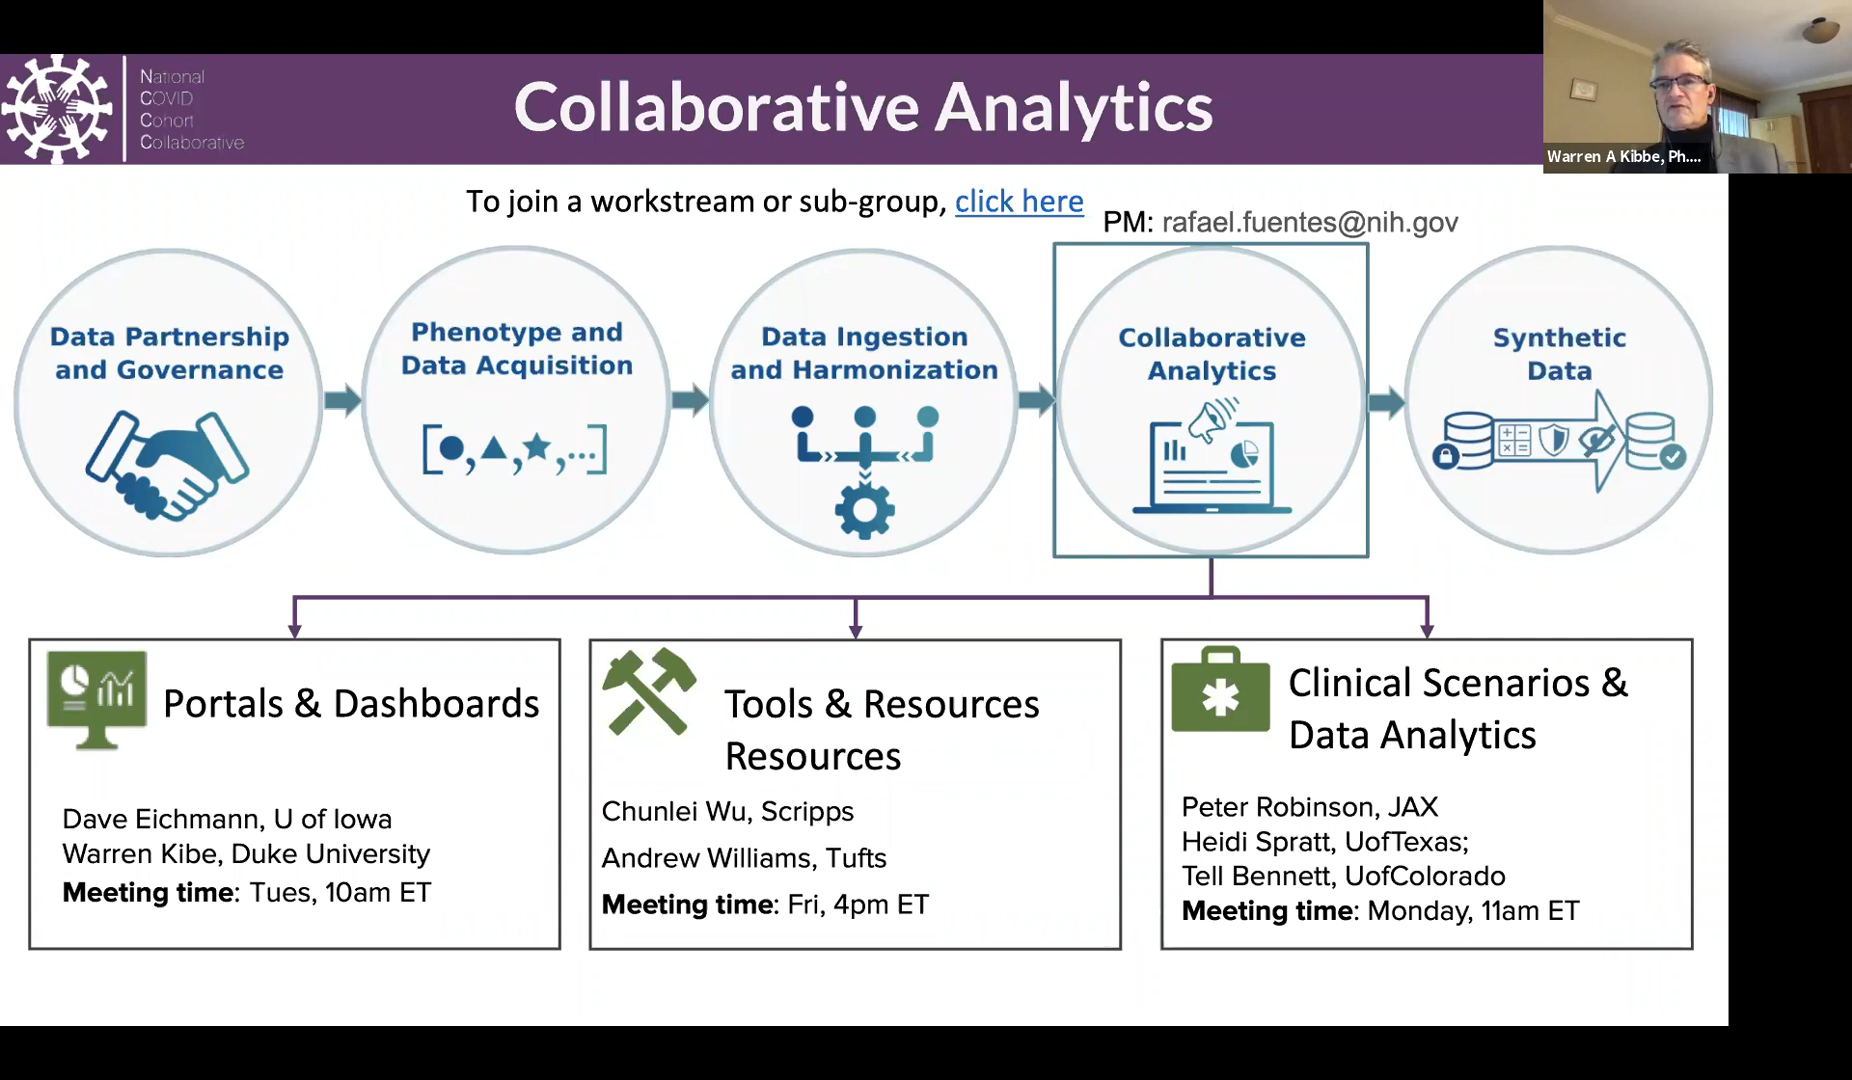 National
COVID
Cohort
Collaborative
Collaborative Analytics
Warren A Kibbe, Ph....
To join a workstream or sub-group, click here
PM: rafael.fuentes@nih.gov
Data Partnership
and Governance
Phenotype and
Data Acquisition
[●,▲,★,...]
Data Ingestion
and Harmonization
Collaborative
Analytics
Synthetic
Data
Portals & Dashboards
Dave Eichmann, U of Iowa
Warren Kibe, Duke University
Meeting time: Tues, 10am ET
Tools & Resources
Resources
Chunlei Wu, Scripps
Andrew Williams, Tufts
Meeting time: Fri, 4pm ET
Clinical Scenarios &
Data Analytics
Peter Robinson, JAX
Heidi Spratt, UofTexas;
Tell Bennett, UofColorado
Meeting time: Monday, 11am ET